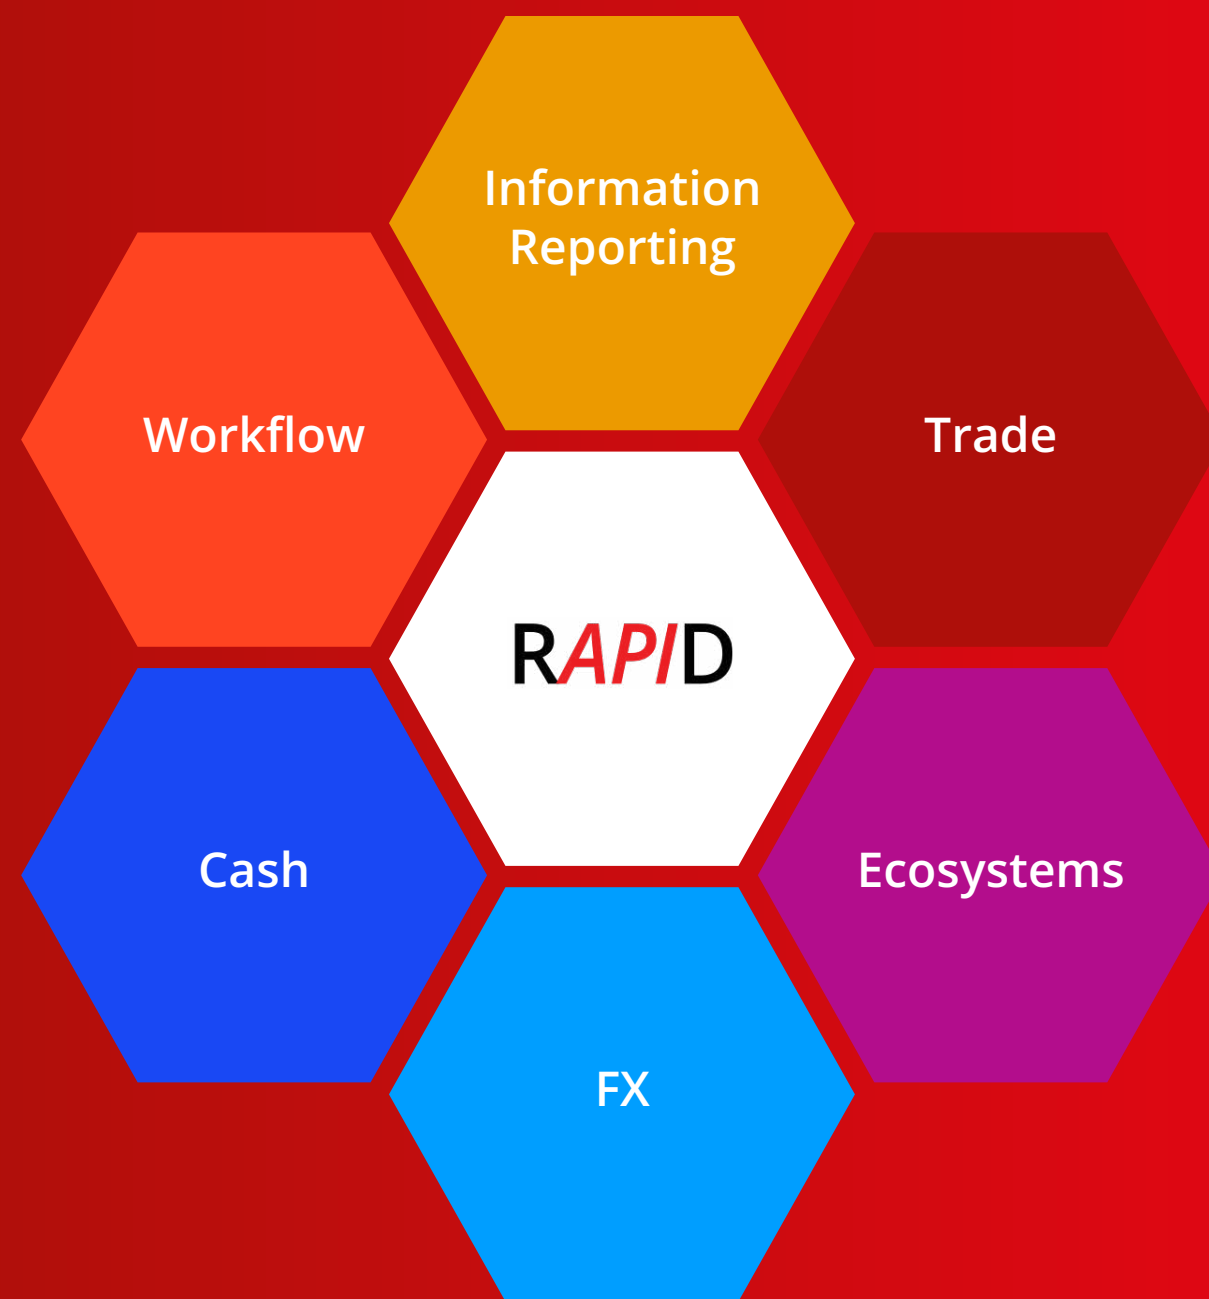 Information
Reporting
Workflow
Trade
RAPID
Cash
Ecosystems
FX